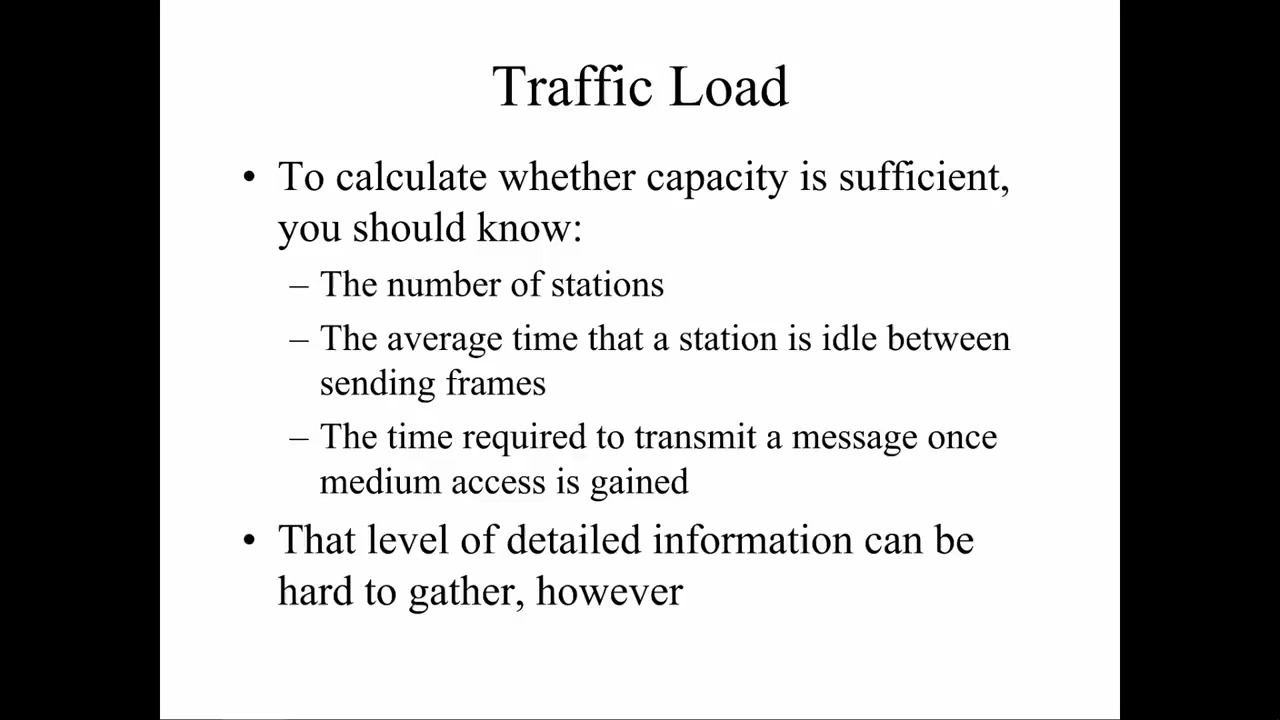 Traffic Load
• To calculate whether capacity is sufficient,
you should know:
– The number of stations
– The average time that a station is idle between
sending frames
– The time required to transmit a message once
medium access is gained
• That level of detailed information can be
hard to gather, however